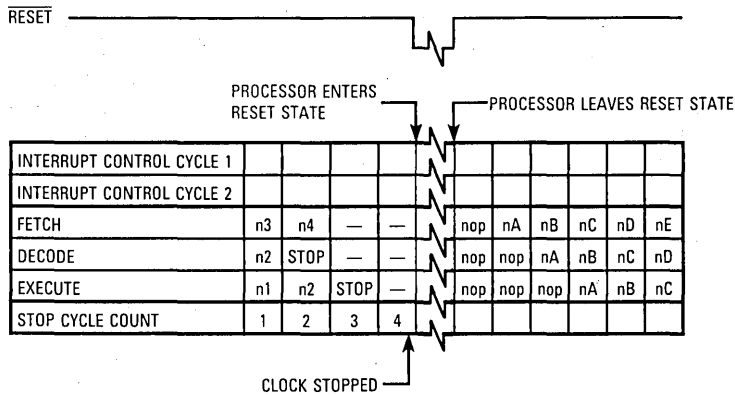 RESET
PROCESSOR ENTERS
RESET STATE
PROCESSOR LEAVES RESET STATE
INTERRUPT CONTROL CYCLE 1
INTERRUPT CONTROL CYCLE 2
FETCH n3 n4 — — nop nA nB nC nD nE
DECODE n2 STOP — — nop nop nA nB nC nD
EXECUTE n1 n2 STOP — nop nop nop nA nB nC
STOP CYCLE COUNT 1 2 3 4
CLOCK STOPPED